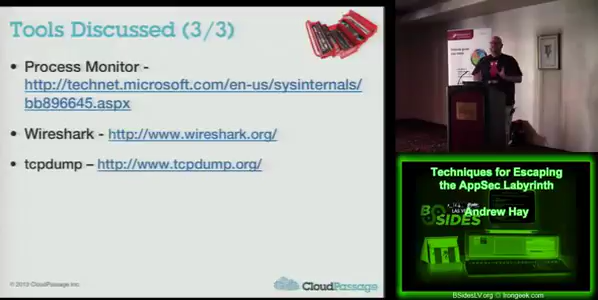 Tools Discussed (3/3)
• Process Monitor -
http://technet.microsoft.com/en-us/sysinternals/
bb896645.aspx
• Wireshark - http://www.wireshark.org/
• tcpdump – http://www.tcpdump.org/
© 2013 CloudPassage Inc.
CloudPassage
Techniques for Escaping
the AppSec Labyrinth
Andrew Hay
BSIDES
BSidesLV.org © Irongeek.com